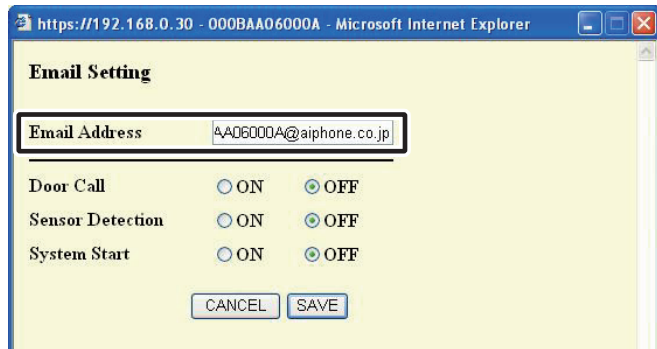 https://192.168.0.30 - 000BAA06000A - Microsoft Internet Explorer
Email Setting
Email Address AA06000A@aiphone.co.jp
Door Call ON OFF
Sensor Detection ON OFF
System Start ON OFF
CANCEL SAVE